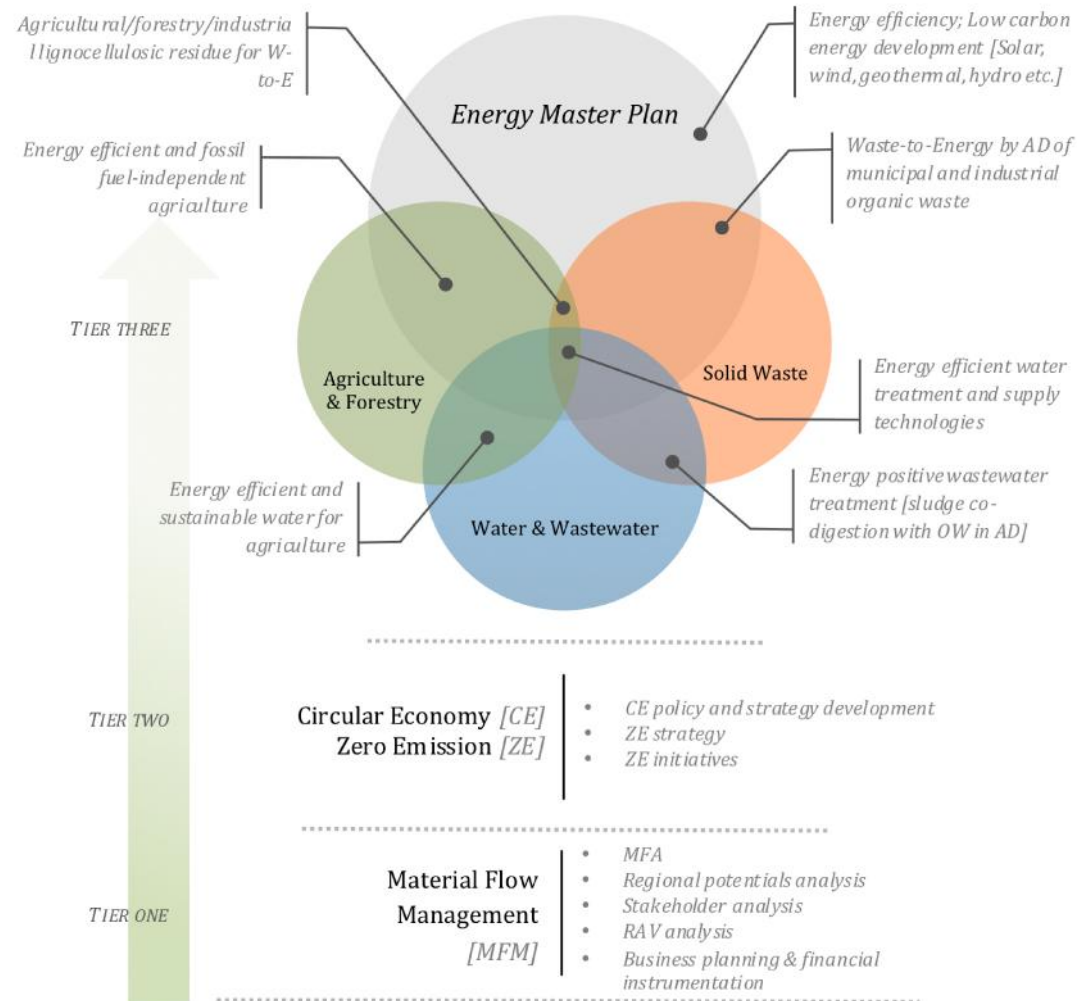 Agricultural/forestry/industria
l lignocellulosic residue for W-
to-E
Energy efficiency; Low carbon
energy development [Solar,
wind, geothermal, hydro etc.]
Energy Master Plan
Energy efficient and fossil
fuel-independent
agriculture
Waste-to-Energy by AD of
municipal and industrial
organic waste
TIER THREE
Agriculture
& Forestry
Solid Waste
Energy efficient water
treatment and supply
technologies
Energy efficient and
sustainable water for
agriculture
Water & Wastewater
Energy positive wastewater
treatment [sludge co-
digestion with OW in AD]
TIER TWO
Circular Economy [CE]
Zero Emission [ZE]
• CE policy and strategy development
• ZE strategy
• ZE initiatives
TIER ONE
Material Flow
Management
[MFM]
• MFA
• Regional potentials analysis
• Stakeholder analysis
• RAV analysis
• Business planning & financial
instrumentation